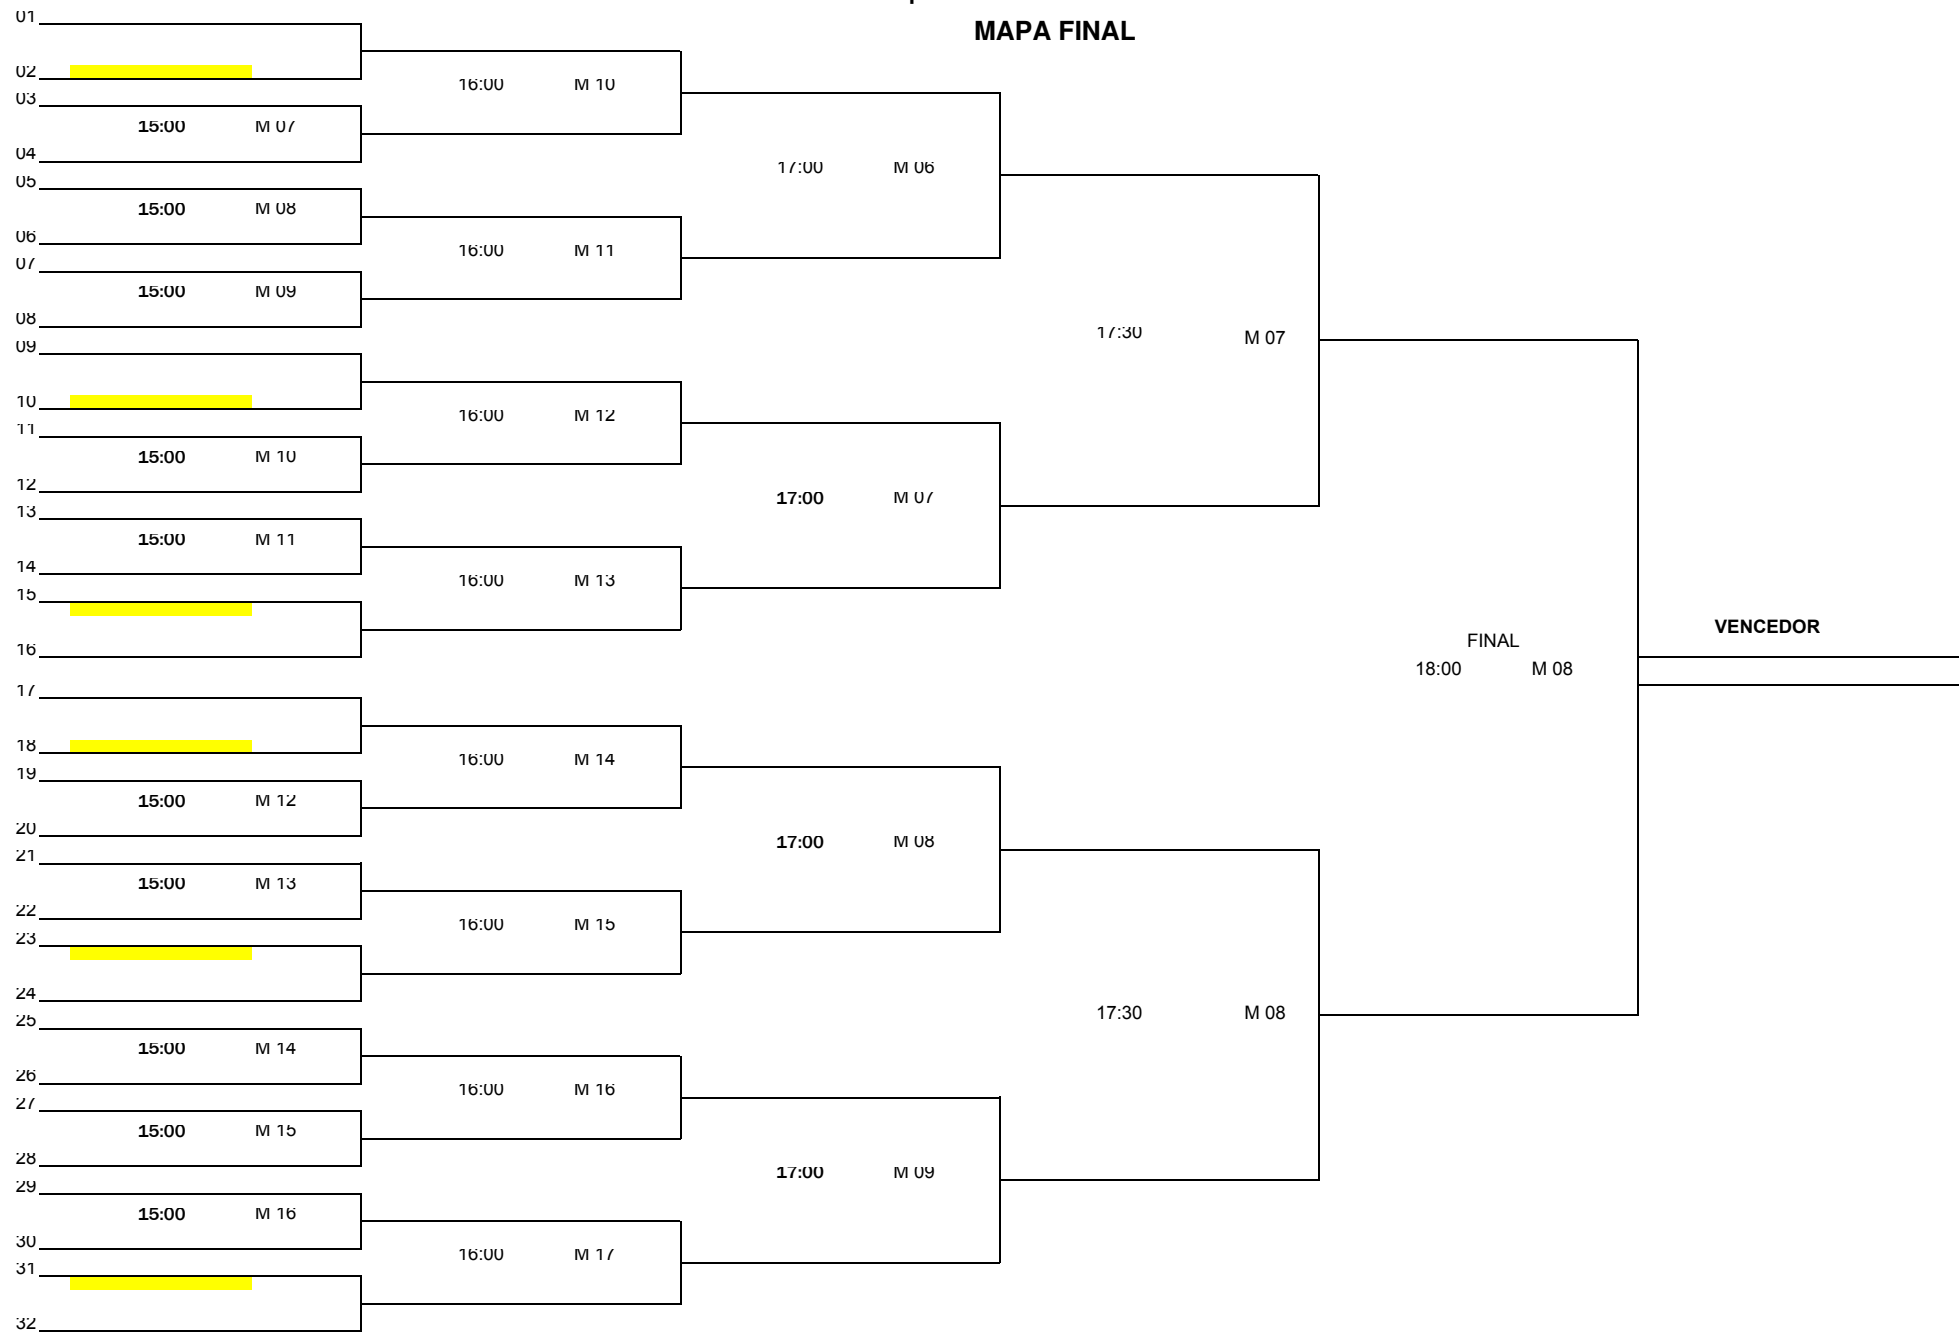 MAPA FINAL
01
02
16:00 M 10
03
15:00 M 07
04
17:00 M 06
05
15:00 M 08
06
16:00 M 11
07
15:00 M 09
08
17:30 M 07
09
10
16:00 M 12
11
15:00 M 10
12
17:00 M 07
13
15:00 M 11
14
16:00 M 13
15
16
FINAL
VENCEDOR
18:00 M 08
17
18
16:00 M 14
19
15:00 M 12
20
17:00 M 08
21
15:00 M 13
22
16:00 M 15
23
24
17:30 M 08
25
15:00 M 14
26
16:00 M 16
27
15:00 M 15
28
17:00 M 09
29
15:00 M 16
30
16:00 M 17
31
32